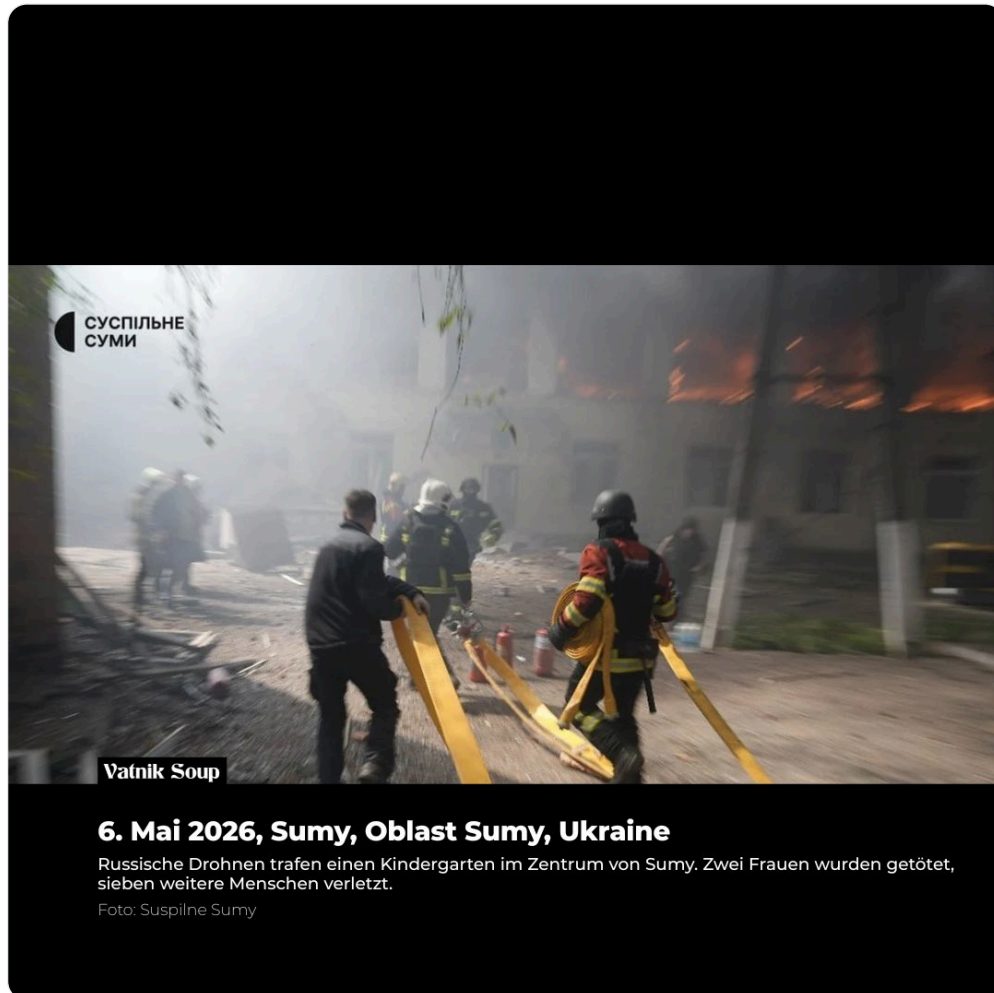 СУСПІЛЬНЕ
СУМИ
Vatnik Soup
6. Mai 2026, Sumy, Oblast Sumy, Ukraine
Russische Drohnen trafen einen Kindergarten im Zentrum von Sumy. Zwei Frauen wurden getötet,
sieben weitere Menschen verletzt.
Foto: Suspilne Sumy